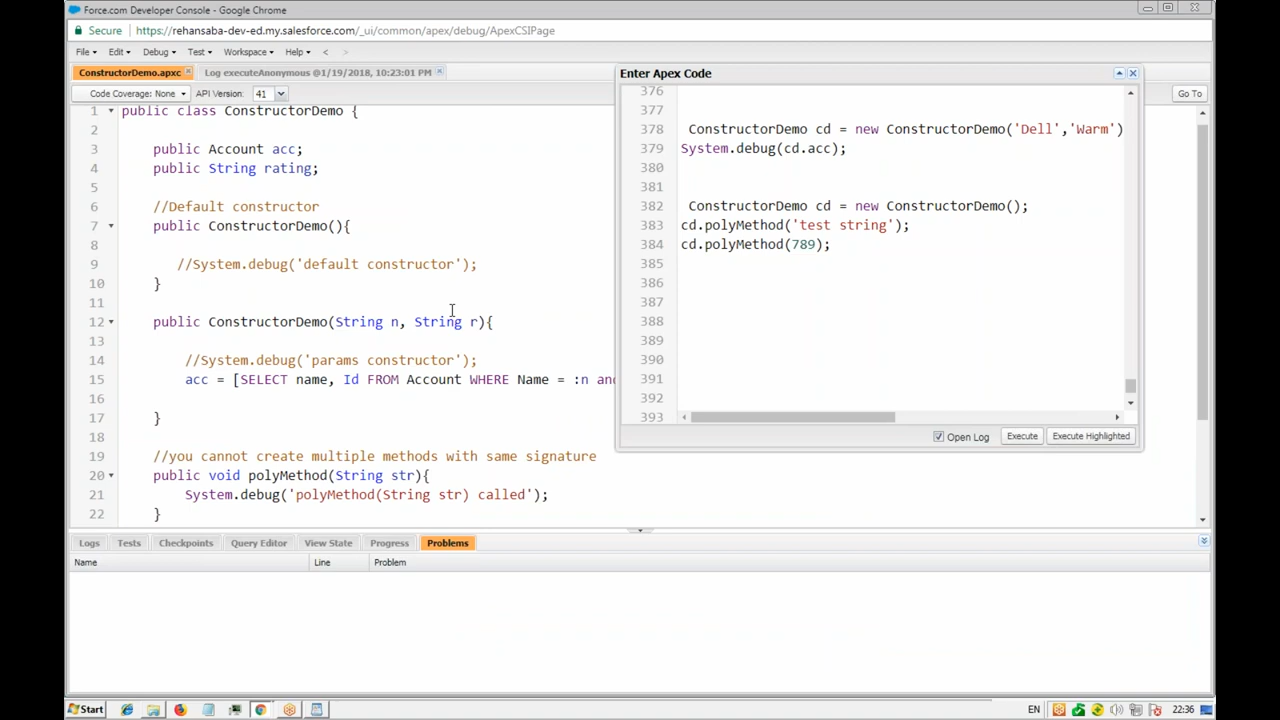 Force.com Developer Console - Google Chrome
Secure https://rehansaba-dev-ed.my.salesforce.com/_ui/common/apex/debug/ApexCSIPage
File Edit Debug Test Workspace Help < >
ConstructorDemo.apxc Log executeAnonymous @1/19/2018, 10:23:01 PM
Code Coverage: None API Version: 41 Go To
1 public class ConstructorDemo {
2
3 public Account acc;
4 public String rating;
5
6 //Default constructor
7 public ConstructorDemo(){
8
9 //System.debug('default constructor');
10 }
11
12 public ConstructorDemo(String n, String r){
13
14 //System.debug('params constructor');
15 acc = [SELECT name, Id FROM Account WHERE Name = :n and
16
17 }
18
19 //you cannot create multiple methods with same signature
20 public void polyMethod(String str){
21 System.debug('polyMethod(String str) called');
22 }
Enter Apex Code
376
377
378 ConstructorDemo cd = new ConstructorDemo('Dell','Warm')
379 System.debug(cd.acc);
380
381
382 ConstructorDemo cd = new ConstructorDemo();
383 cd.polyMethod('test string');
384 cd.polyMethod(789);
385
386
387
388
389
390
391
392
393
Open Log Execute Execute Highlighted
Logs Tests Checkpoints Query Editor View State Progress Problems
Name Line Problem
Start EN 22:36